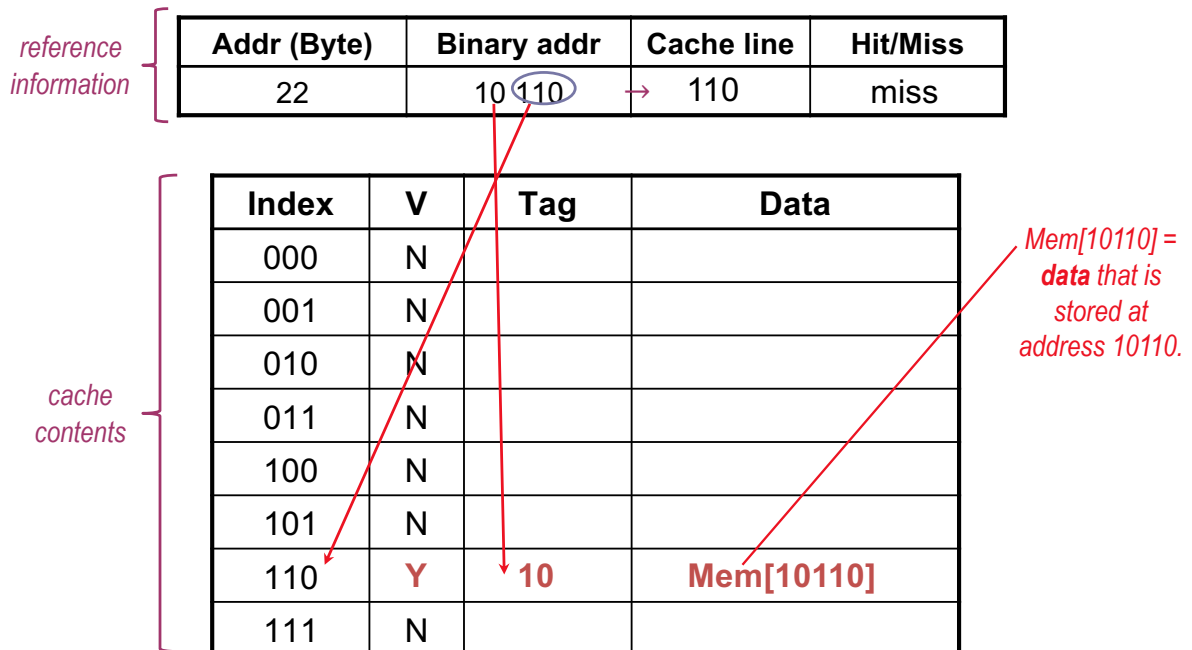 reference
information
Addr (Byte) Binary addr Cache line Hit/Miss
22 10 110 → 110 miss
cache
contents
Index V Tag Data
000 N
001 N
010 N
011 N
100 N
101 N
110 Y 10 Mem[10110]
111 N
Mem[10110] =
data that is
stored at
address 10110.